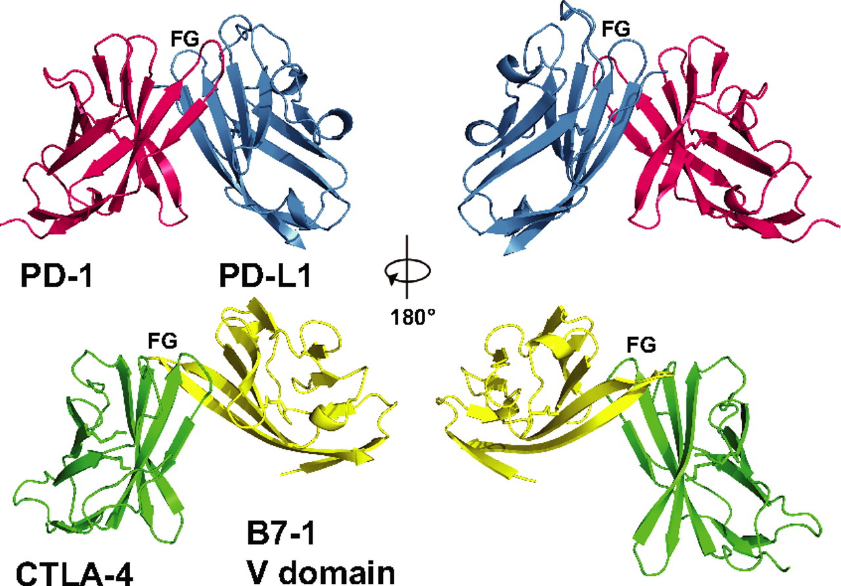 FG
FG
PD-1
PD-L1
180°
FG
FG
B7-1
CTLA-4
V domain